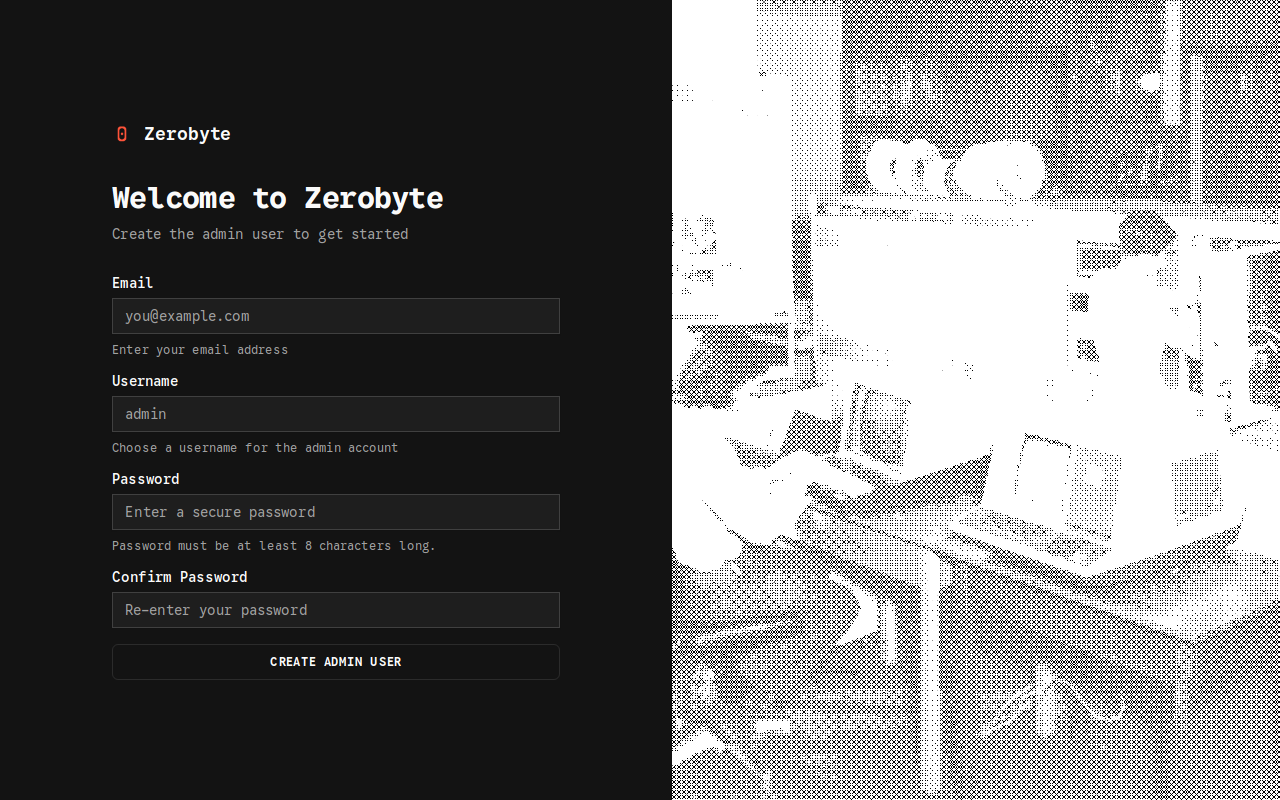 Zerobyte
Welcome to Zerobyte
Create the admin user to get started
Email
you@example.com
Enter your email address
Username
admin
Choose a username for the admin account
Password
Enter a secure password
Password must be at least 8 characters long.
Confirm Password
Re-enter your password
CREATE ADMIN USER